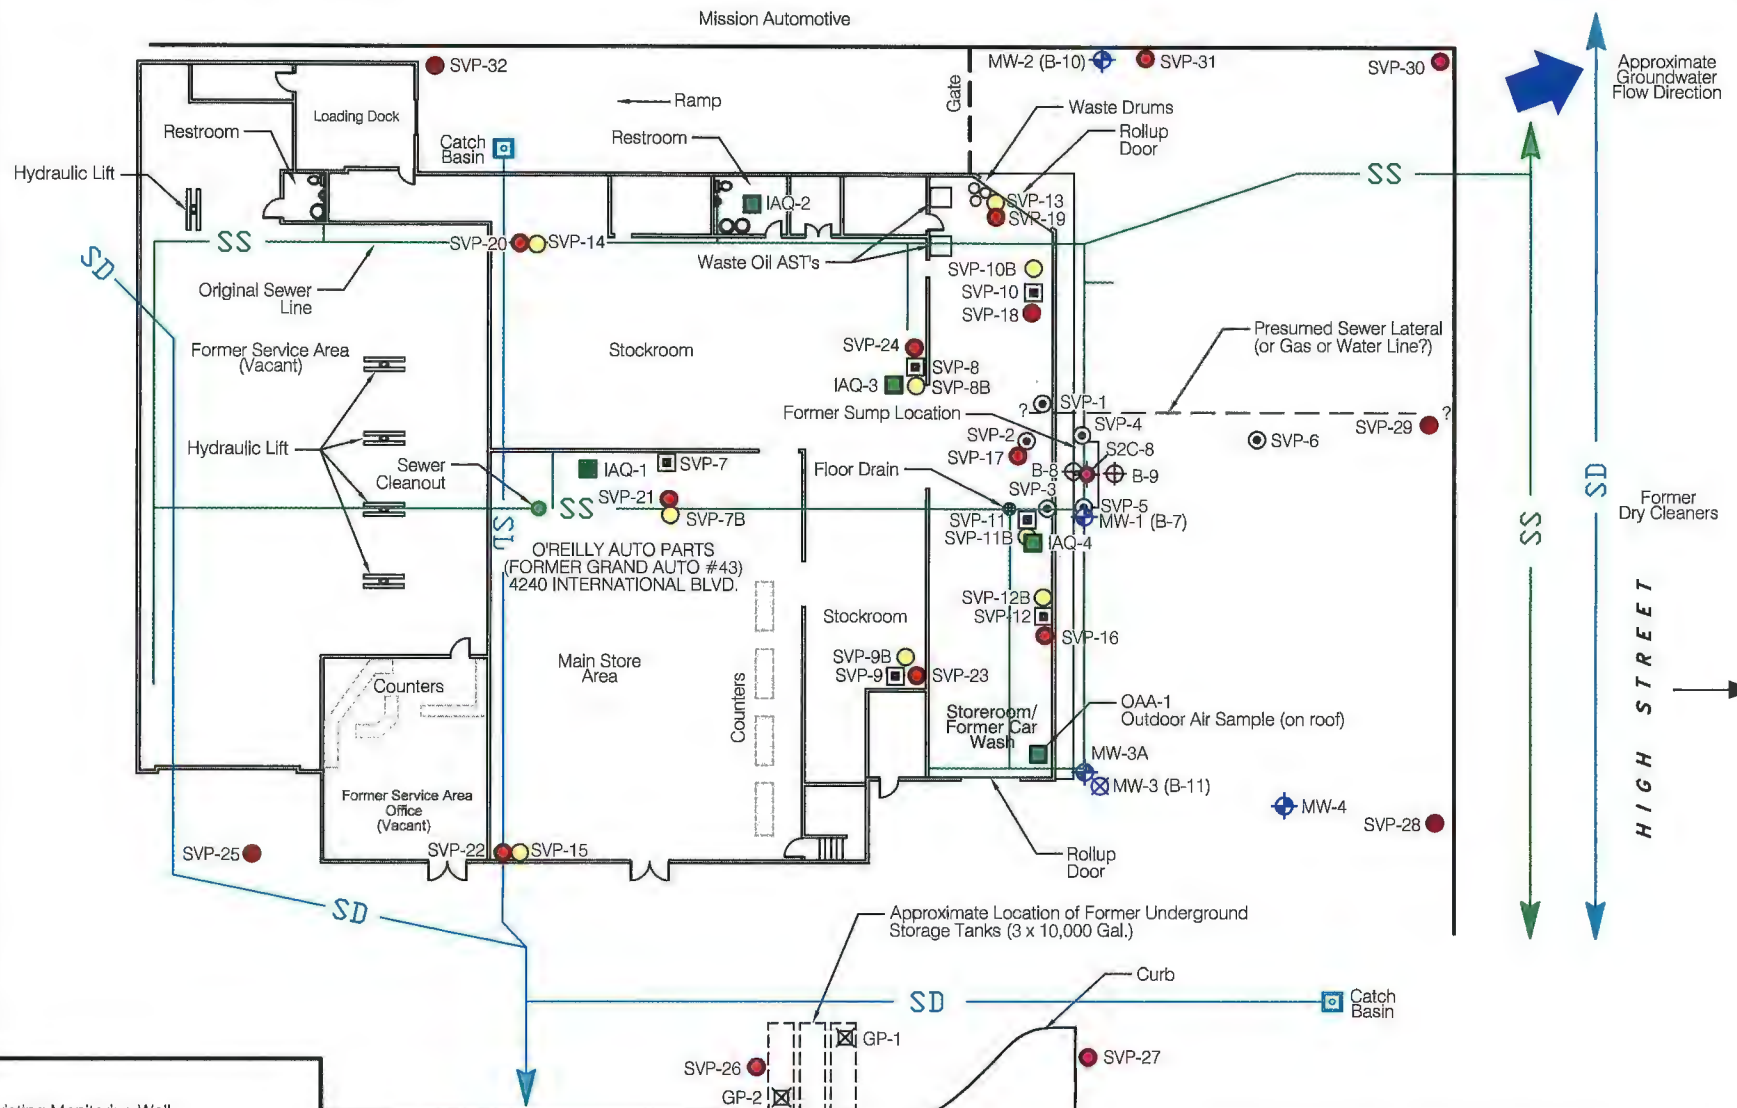 Mission Automotive
SVP-32
MW-2 (B-10)
SVP-31
SVP-30
Approximate
Groundwater
Flow Direction
Gate
Ramp
Waste Drums
Loading Dock
Restroom
Catch
Basin
Restroom
Rollup
Door
Hydraulic Lift
SS
IAQ-2
SVP-13
SVP-19
SS
SVP-20
SVP-14
SD
Waste Oil AST's
SVP-10B
SVP-10
SVP-18
Original Sewer
Line
Former Service Area
(Vacant)
Stockroom
SVP-24
SVP-8
IAQ-3
SVP-8B
Presumed Sewer Lateral
(or Gas or Water Line?)
SVP-1
Former Sump Location
?
?
SVP-4
SVP-29
SVP-2
SVP-6
Hydraulic Lift
Sewer
Cleanout
IAQ-1
SVP-7
Floor Drain
SVP-17
S2C-8
B-8
B-9
SD
SVP-21
SS
SVP-7B
SVP-3
SVP-5
SVP-11
MW-1 (B-7)
SVP-11B
IAQ-4
Former
Dry Cleaners
SS
SD
O'REILLY AUTO PARTS
(FORMER GRAND AUTO #43)
4240 INTERNATIONAL BLVD.
SVP-12B
SVP-12
SVP-16
Stockroom
Main Store
Area
SVP-9B
SVP-9
SVP-23
Counters
Counters
HIGH STREET
Storeroom/
Former Car
Wash
OAA-1
Outdoor Air Sample (on roof)
MW-3A
MW-3 (B-11)
MW-4
SVP-28
Former Service Area
Office
(Vacant)
SVP-25
SVP-22
SVP-15
Rollup
Door
SD
Approximate Location of Former Underground
Storage Tanks (3 x 10,000 Gal.)
Curb
SD
Catch
Basin
GP-1
SVP-26
SVP-27
GP-2